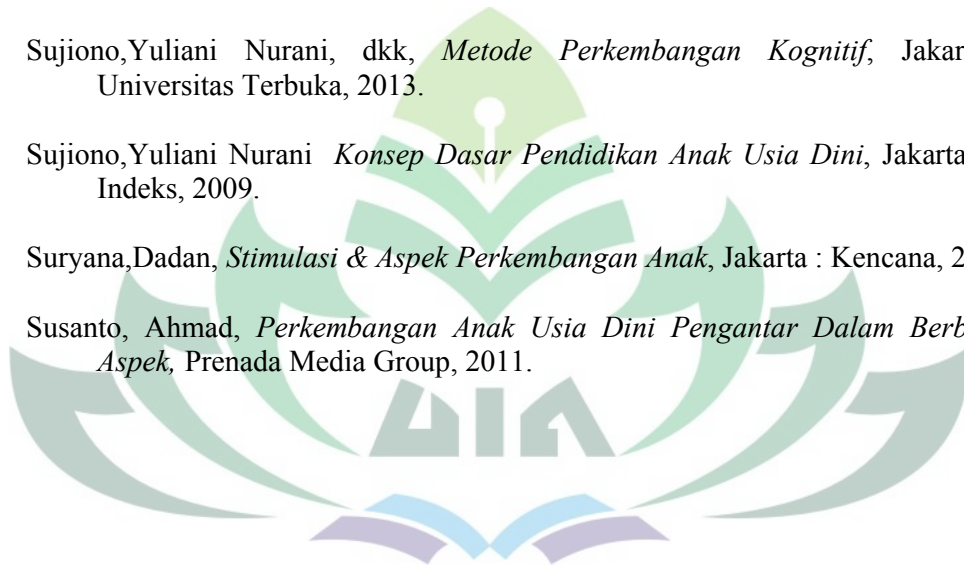 Sujiono,Yuliani Nurani, dkk, Metode Perkembangan Kognitif, Jakar
Universitas Terbuka, 2013.
Sujiono,Yuliani Nurani Konsep Dasar Pendidikan Anak Usia Dini, Jakarta
Indeks, 2009.
Suryana,Dadan, Stimulasi & Aspek Perkembangan Anak, Jakarta : Kencana, 2
Susanto, Ahmad, Perkembangan Anak Usia Dini Pengantar Dalam Berb
Aspek, Prenada Media Group, 2011.
UIN